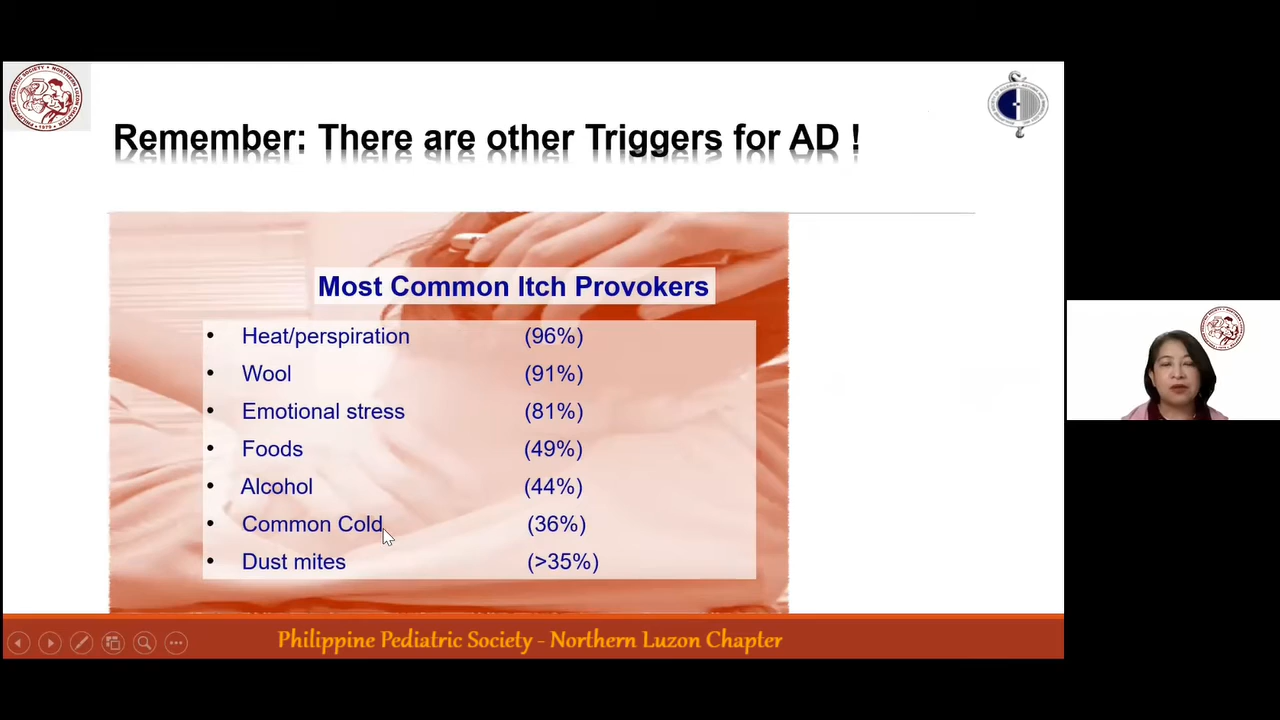 Remember: There are other Triggers for AD !
Most Common Itch Provokers
• Heat/perspiration (96%)
• Wool (91%)
• Emotional stress (81%)
• Foods (49%)
• Alcohol (44%)
• Common Cold (36%)
• Dust mites (>35%)
Philippine Pediatric Society - Northern Luzon Chapter